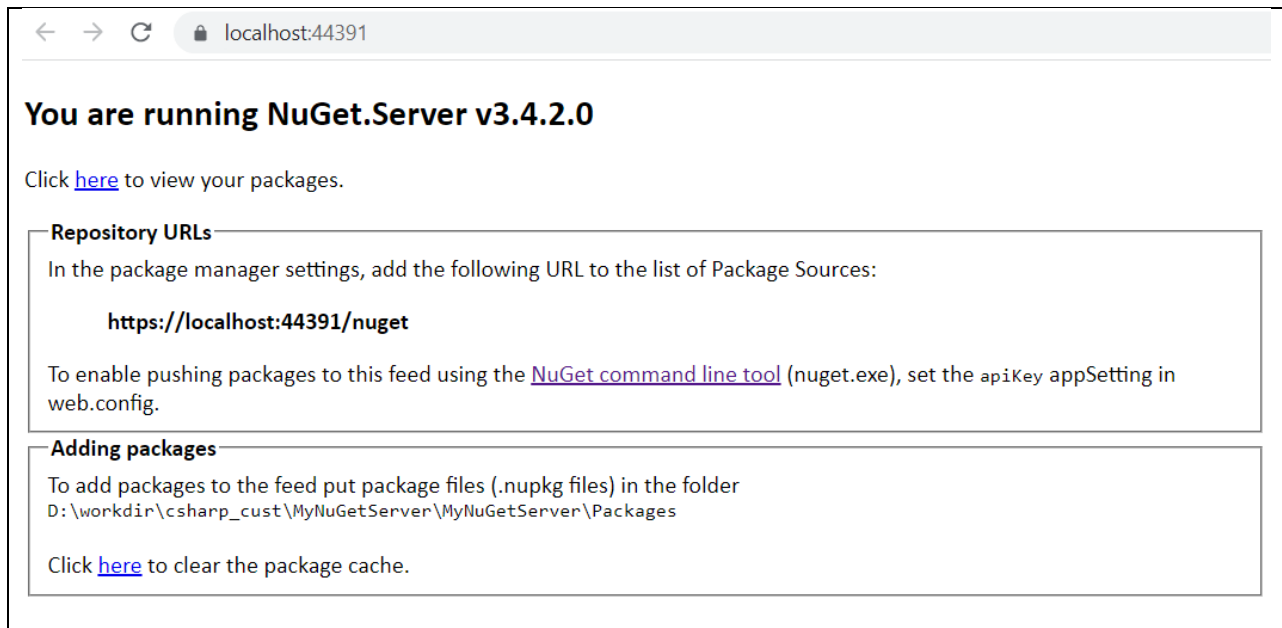 localhost:44391
You are running NuGet.Server v3.4.2.0
Click here to view your packages.
Repository URLs
In the package manager settings, add the following URL to the list of Package Sources:
https://localhost:44391/nuget
To enable pushing packages to this feed using the NuGet command line tool (nuget.exe), set the apiKey appSetting in
web.config.
Adding packages
To add packages to the feed put package files (.nupkg files) in the folder
D:\workdir\csharp_cust\MyNuGetServer\MyNuGetServer\Packages
Click here to clear the package cache.